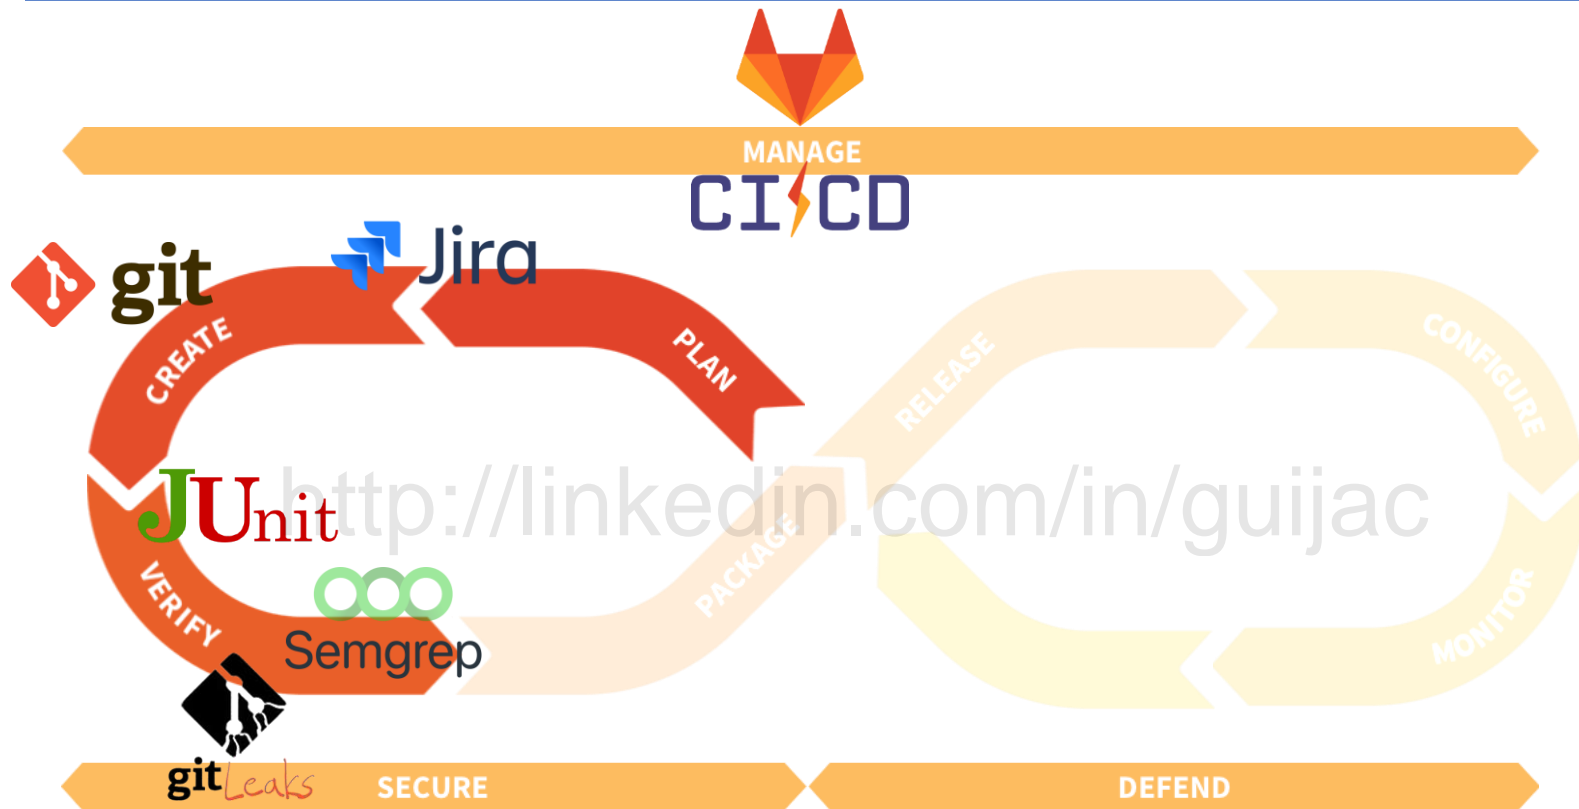 MANAGE
CI CD
git
Jira
CREATE
PLAN
RELEASE
CONFIGURE
JUnit
http://linkedin.com/in/guijac
VERIFY
PACKAGE
MONITOR
Semgrep
gitLeaks
SECURE
DEFEND